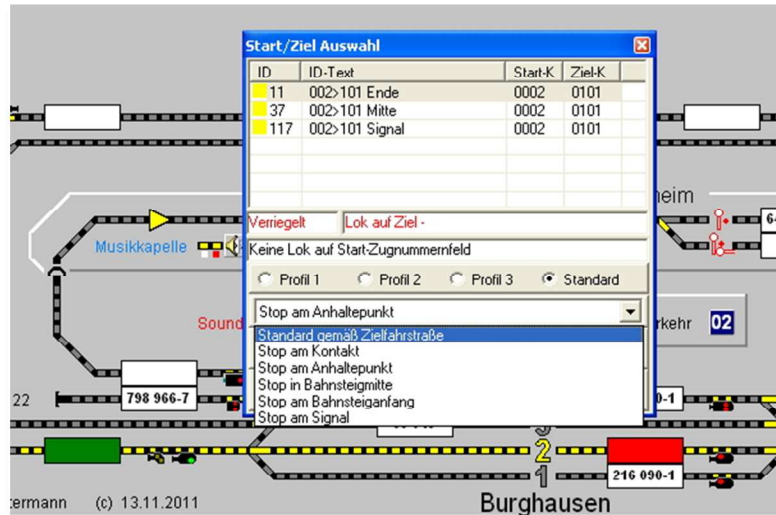 Start/Ziel Auswahl
ID ID-Text Start-K Ziel-K
11 002>101 Ende 0002 0101
37 002>101 Mitte 0002 0101
117 002>101 Signal 0002 0101
heim
Verriegelt Lok auf Ziel -
Musikkapelle
Keine Lok auf Start-Zugnummernfeld
Profil 1 Profil 2 Profil 3 Standard
Sound
Stop am Anhaltepunkt
rkehr 02
Standard gemäß Zielfahrstraße
Stop am Kontakt
Stop am Anhaltepunkt
Stop in Bahnsteigmitte
Stop am Bahnsteiganfang
Stop am Signal
22 798 966-7 0-1
2
1 216 090-1
termann (c) 13.11.2011 Burghausen